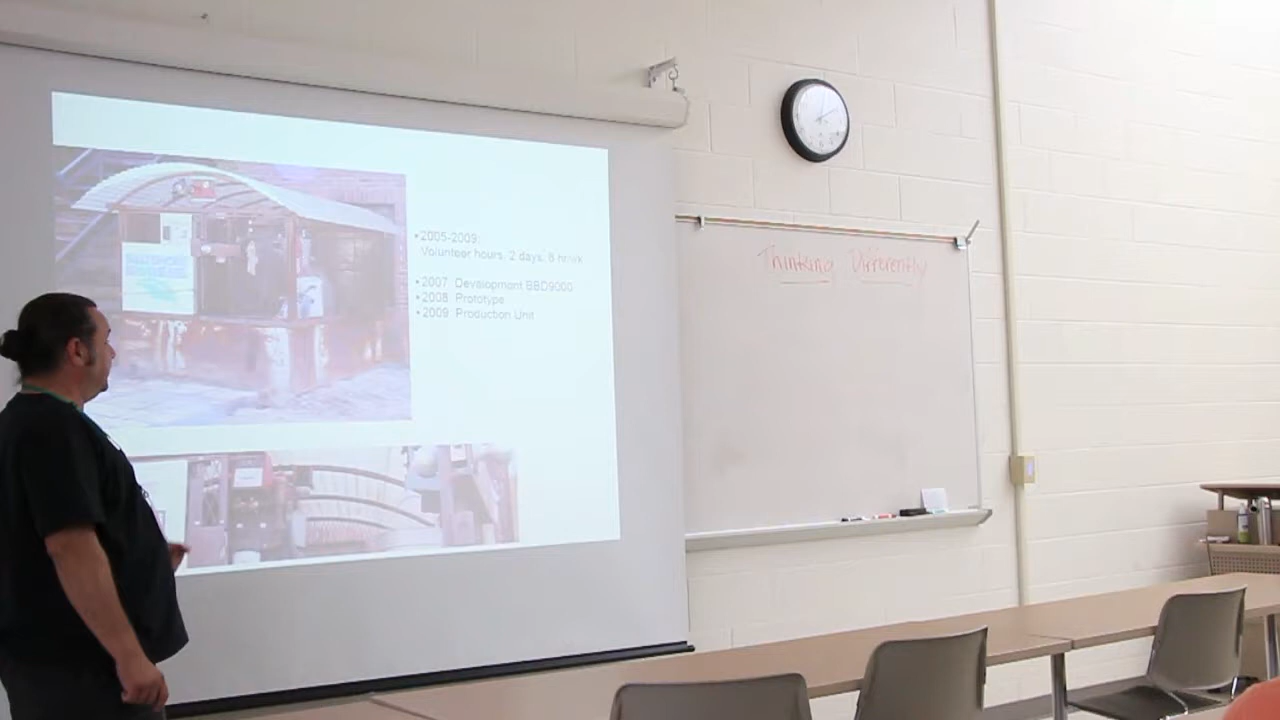 • 2005-2009:
Volunteer hours, 2 days, 8 hr/wk
• 2007 Development BBD9000
• 2008 Prototype
• 2009 Production Unit
Thinking Differently